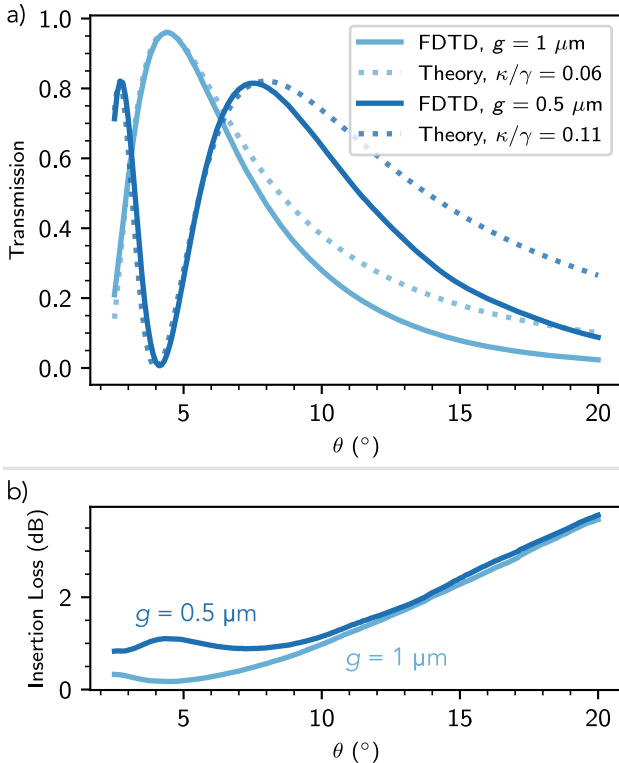 a)
1.0
0.8
0.6
0.4
0.2
0.0
Transmission
FDTD, g = 1 μm
Theory, κ/γ = 0.06
FDTD, g = 0.5 μm
Theory, κ/γ = 0.11
5
10
15
20
θ (°)
b)
Insertion Loss (dB)
2
0
g = 0.5 μm
g = 1 μm
5
10
15
20
θ (°)